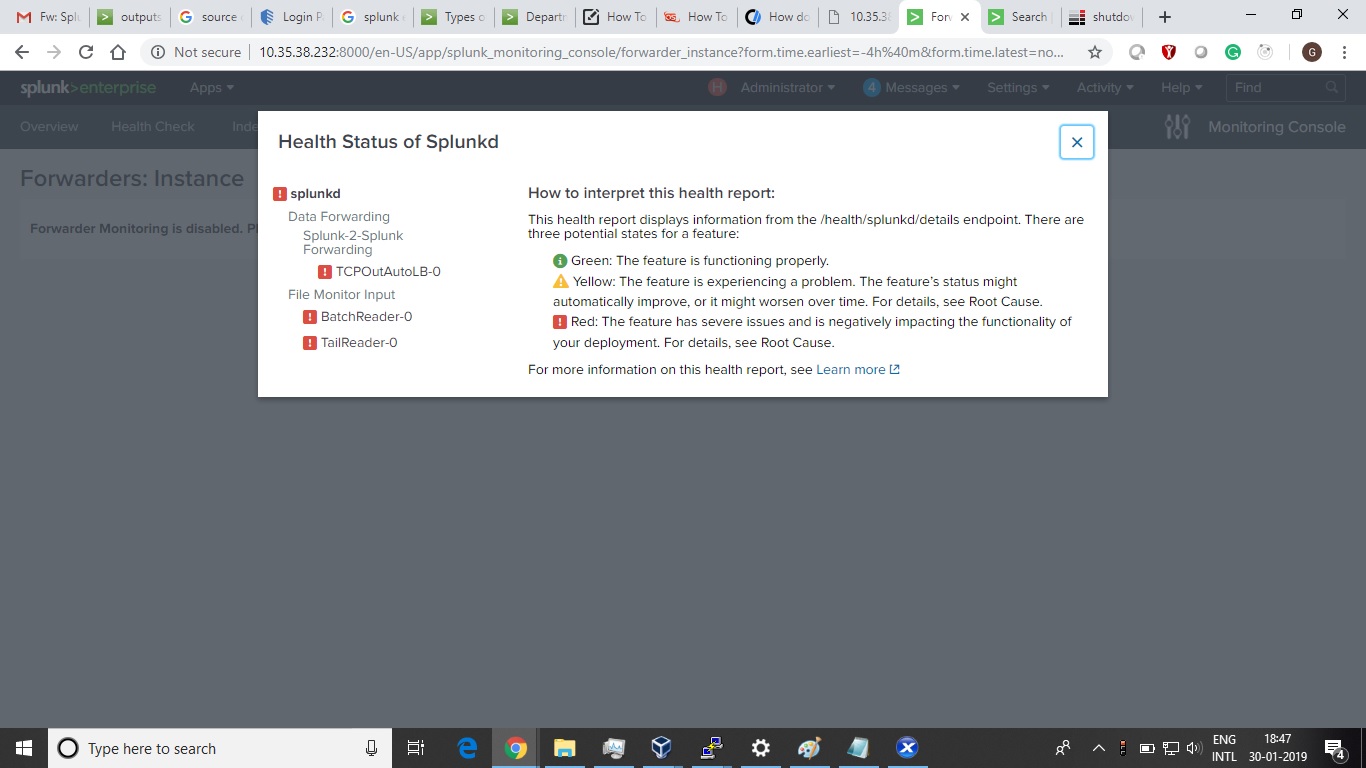 Fw: Spl
outputs
source
Login P
splunk
Types o
Departr
How To
How To
How do
10.35.38
For
Search
shutdo
Not secure
10.35.38.232:8000/en-US/app/splunk_monitoring_console/forwarder_instance?form.time.earliest=-4h%40m&form.time.latest=no...
G
splunk>enterprise
Apps
H
Administrator
4
Messages
Settings
Activity
Help
Find
Overview
Health Check
Inde
Monitoring Console
Forwarders: Instance
Forwarder Monitoring is disabled. Pl
Health Status of Splunkd
splunkd
Data Forwarding
Splunk-2-Splunk
Forwarding
TCPOutAutoLB-0
File Monitor Input
BatchReader-0
TailReader-0
How to interpret this health report:
This health report displays information from the /health/splunkd/details endpoint. There are
three potential states for a feature:
Green: The feature is functioning properly.
Yellow: The feature is experiencing a problem. The feature's status might
automatically improve, or it might worsen over time. For details, see Root Cause.
Red: The feature has severe issues and is negatively impacting the functionality of
your deployment. For details, see Root Cause.
For more information on this health report, see Learn more
Type here to search
ENG
INTL
18:47
30-01-2019
4